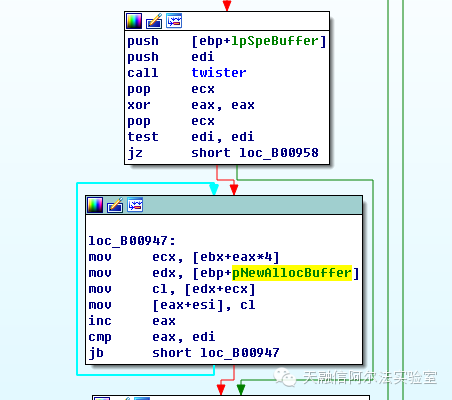 push    [ebp+lpSpeBuffer]
push    edi
call    twister
pop     ecx
xor     eax, eax
pop     ecx
test    edi, edi
jz      short loc_B00958
loc_B00947:
mov     ecx, [ebx+eax*4]
mov     edx, [ebp+pNewAllocBuffer]
mov     cl, [edx+ecx]
mov     [eax+esi], cl
inc     eax
cmp     eax, edi
jb      short loc_B00947
天融信阿尔法实验室